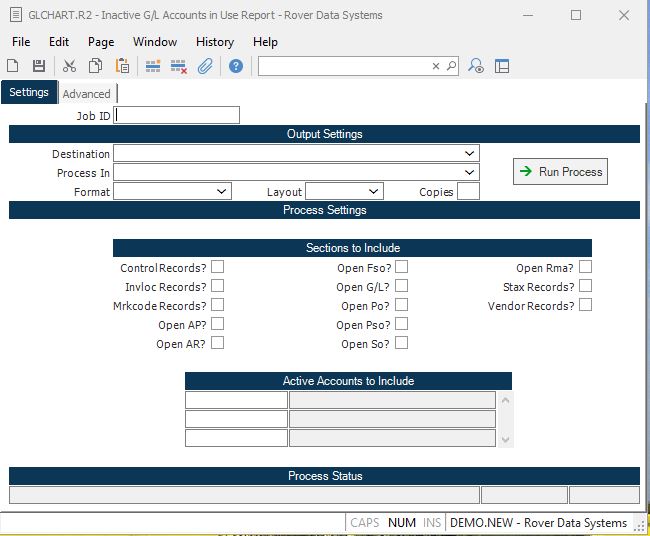 GLCHART.R2 - Inactive G/L Accounts in Use Report - Rover Data Systems
File Edit Page Window History Help
Settings Advanced
Job ID
Output Settings
Destination
Process In
Run Process
Format Layout Copies
Process Settings
Sections to Include
Control Records? Open Fso? Open Rma?
Invloc Records? Open G/L? Stax Records?
Mrkcode Records? Open Po? Vendor Records?
Open AP? Open Pso?
Open AR? Open So?
Active Accounts to Include
Process Status
CAPS NUM INS DEMO.NEW - Rover Data Systems